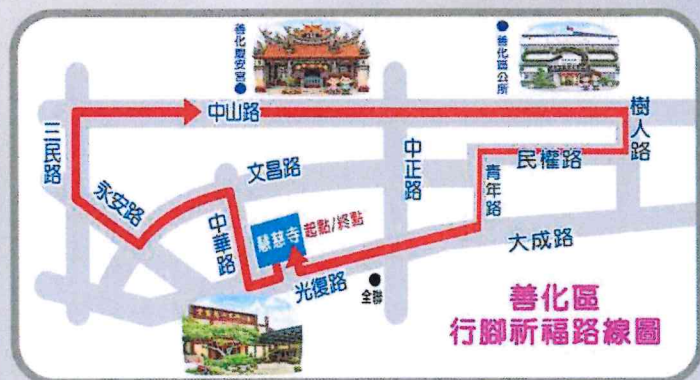 善化慶安宮
善化區公所
中山路
樹人路
三民路
文昌路
中正路
民權路
青年路
永安路
中華路
慧慈寺
起點/終點
大成路
光復路
全聯
善化區
行腳祈福路線圖